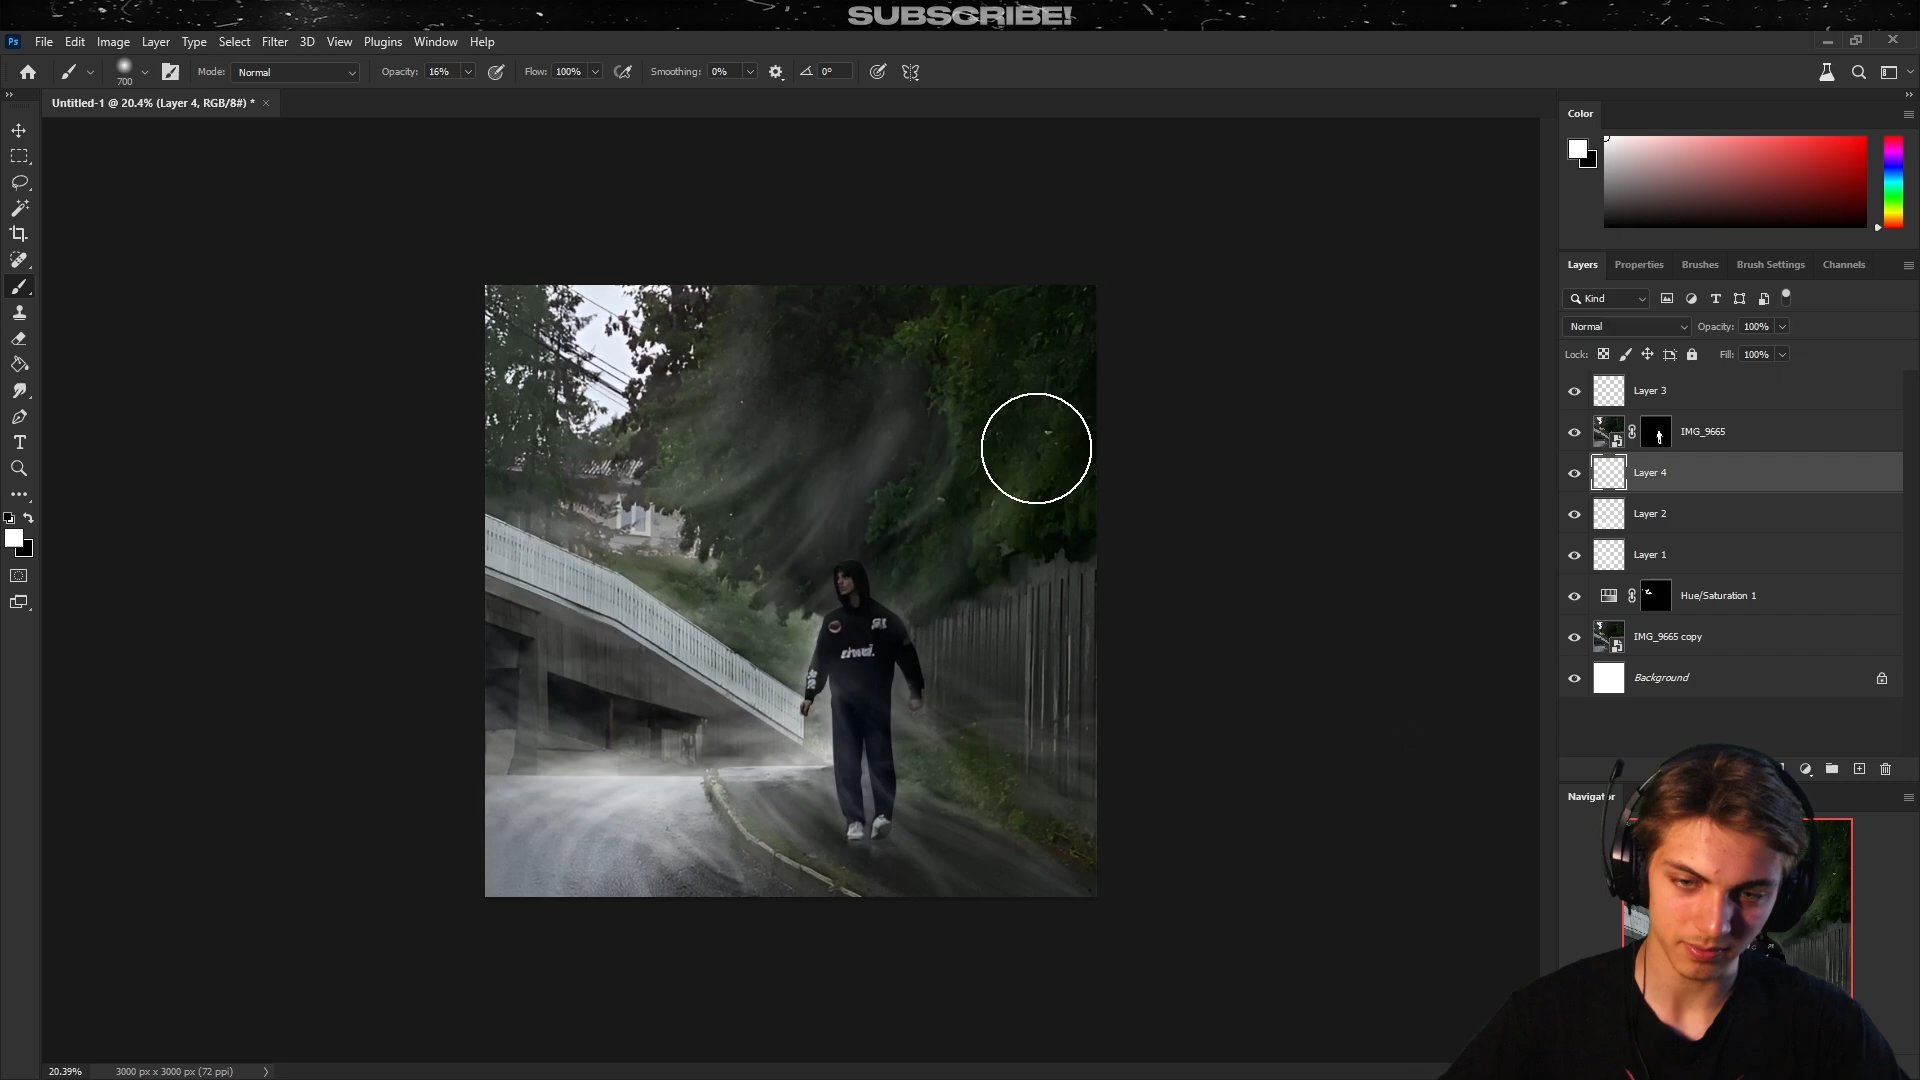 SUBSCRIBE!
Ps File Edit Image Layer Type Select Filter 3D View Plugins Window Help
700 Mode: Normal Opacity: 16% Flow: 100% Smoothing: 0% 0°
Untitled-1 @ 20.4% (Layer 4, RGB/8#) *
Color
Layers Properties Brushes Brush Settings Channels
Kind
Normal Opacity: 100%
Lock: Fill: 100%
Layer 3
IMG_9665
Layer 4
Layer 2
Layer 1
Hue/Saturation 1
IMG_9665 copy
Background
Navigator
20.39% 3000 px x 3000 px (72 ppi)